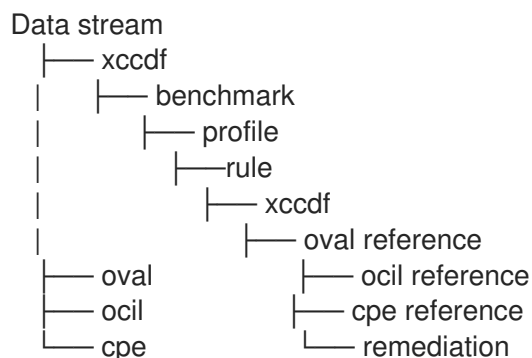 Data stream
├── xccdf
| ├── benchmark
| ├── profile
| ├──rule
| ├── xccdf
| ├── oval reference
├── oval ├── ocil reference
├── ocil ├── cpe reference
└── cpe └── remediation